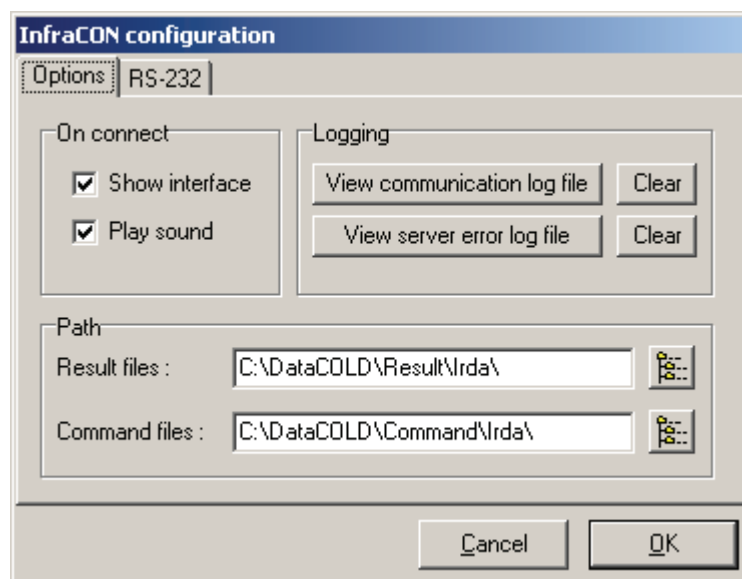 InfraCON configuration
Options RS-232
On connect
Show interface
Play sound
Logging
View communication log file Clear
View server error log file Clear
Path
Result files : C:\DataCOLD\Result\Irda\
Command files : C:\DataCOLD\Command\Irda\
Cancel OK